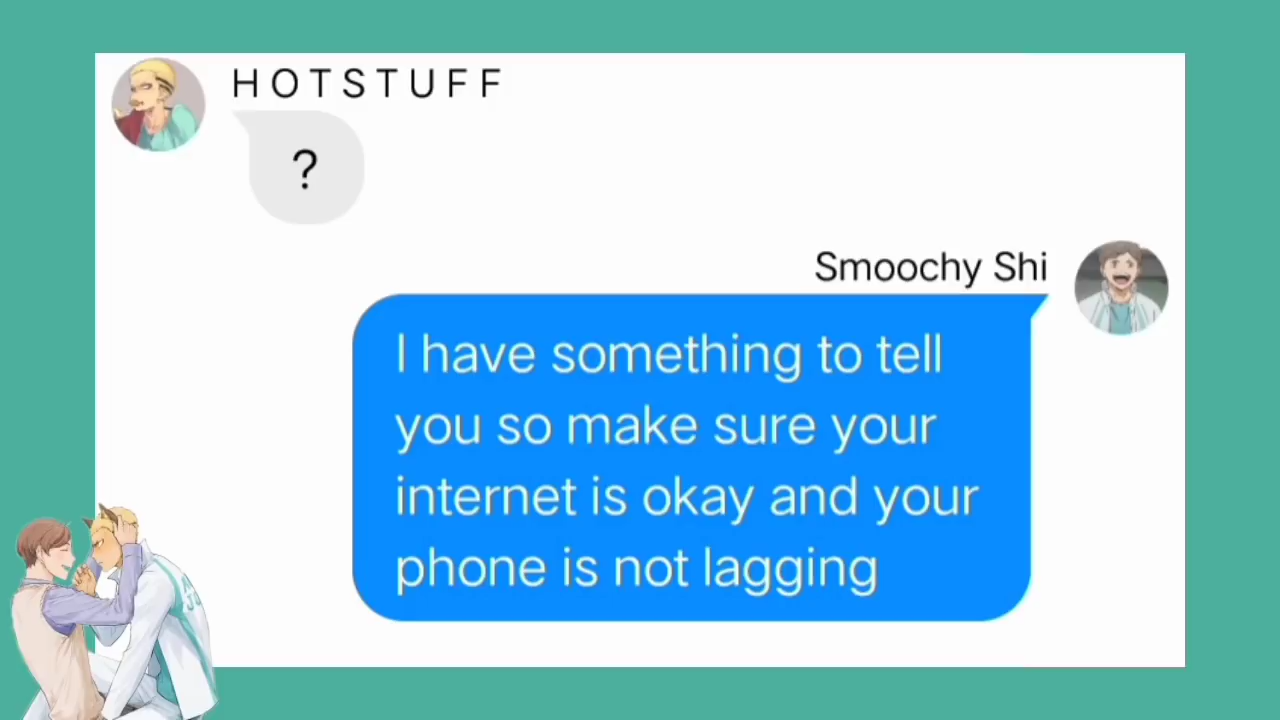 H O T S T U F F
?
Smoochy Shi
I have something to tell
you so make sure your
internet is okay and your
phone is not lagging